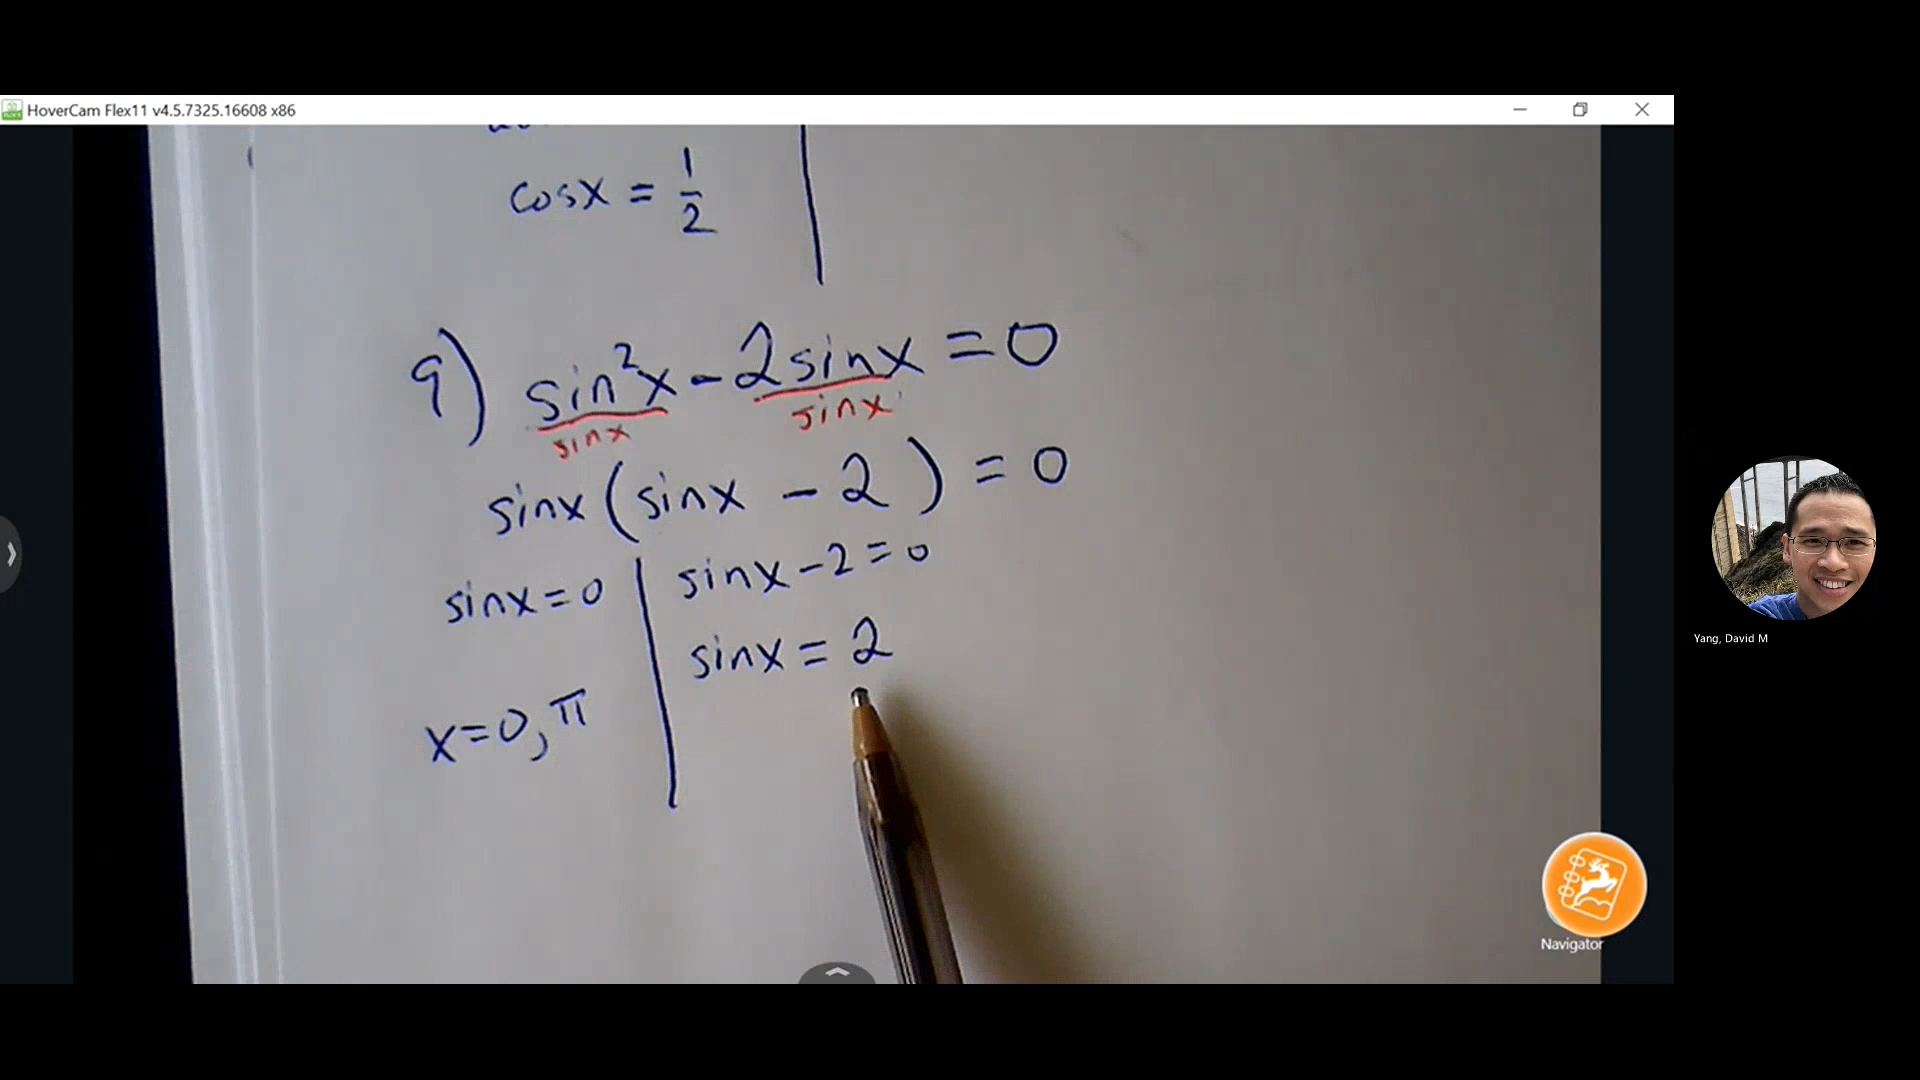 HoverCam Flex11 v4.5.7325.16608 x86
cosx = 1/2
9) sin²x - 2sinx = 0
sinx sinx
sinx(sinx - 2) = 0
sinx=0 | sinx-2=0
sinx = 2
x=0,π
Yang, David M
Navigator